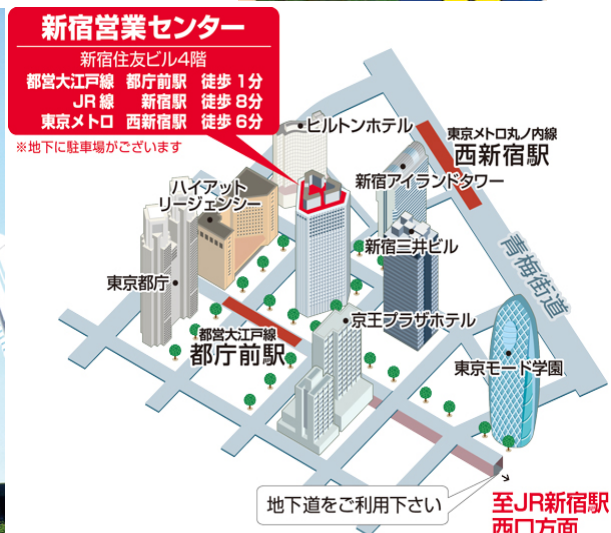 新宿営業センター
新宿住友ビル4階
都営大江戸線 都庁前駅 徒歩1分
JR線 新宿駅 徒歩8分
東京メトロ 西新宿駅 徒歩6分
※地下に駐車場がございます
ヒルトンホテル
東京メトロ丸ノ内線
西新宿駅
新宿アイランドタワー
ハイアット
リージェンシー
新宿三井ビル
青梅街道
東京都庁
都営大江戸線
都庁前駅
京王プラザホテル
東京モード学園
地下道をご利用下さい
至JR新宿駅
西口方面